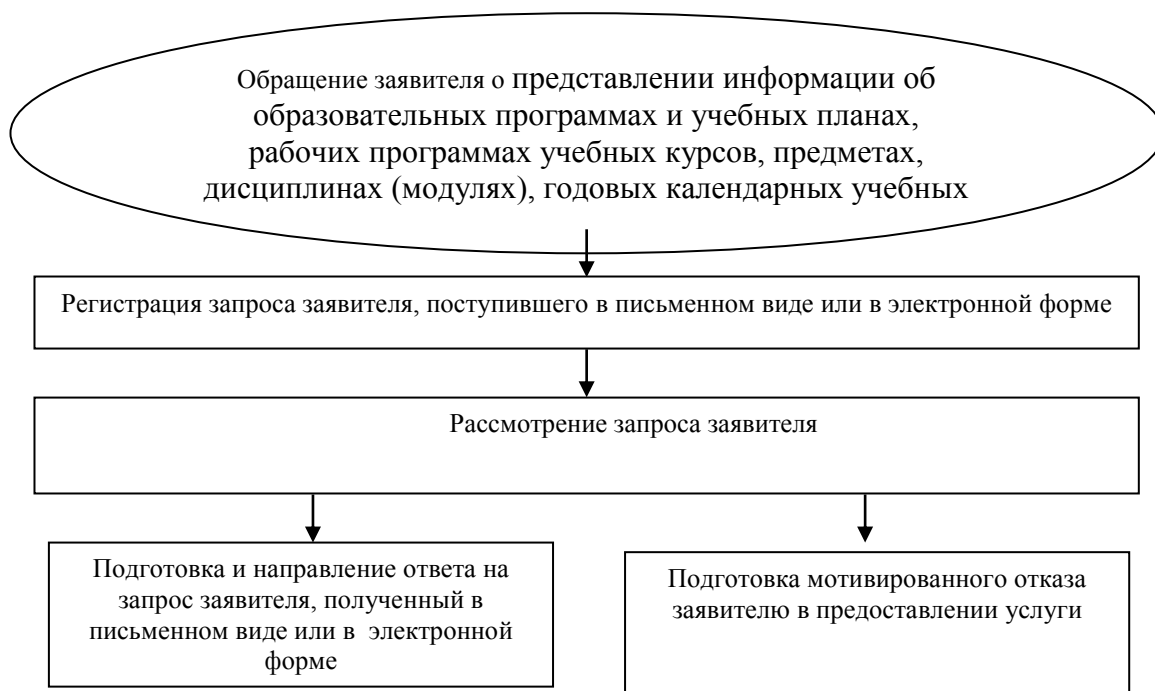 Обращение заявителя о представлении информации об
образовательных программах и учебных планах,
рабочих программах учебных курсов, предметах,
дисциплинах (модулях), годовых календарных учебных
Регистрация запроса заявителя, поступившего в письменном виде или в электронной форме
Рассмотрение запроса заявителя
Подготовка и направление ответа на
запрос заявителя, полученный в
письменном виде или в электронной
форме
Подготовка мотивированного отказа
заявителю в предоставлении услуги